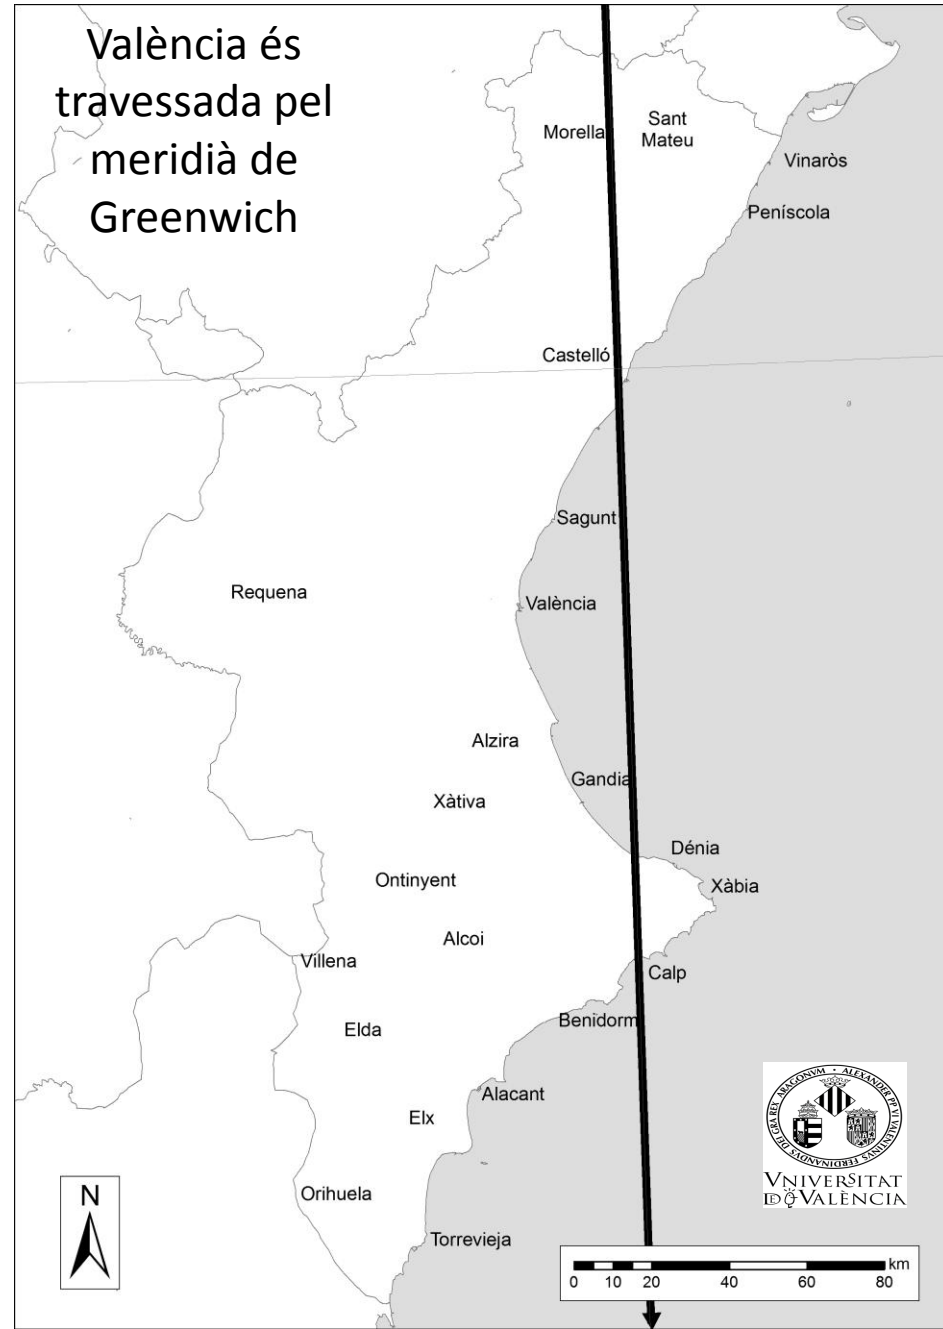 València és
travessada pel
meridià de
Greenwich
Morella
Sant
Mateu
Vinaròs
Peníscola
Castelló
Sagunt
Requena
València
Alzira
Gandia
Xàtiva
Dénia
Ontinyent
Xàbia
Alcoi
Villena
Calp
Benidorm
Elda
Alacant
Elx
Orihuela
Torrevieja
N
VNIVERSITAT
DE VALÈNCIA
km
0 10 20 40 60 80